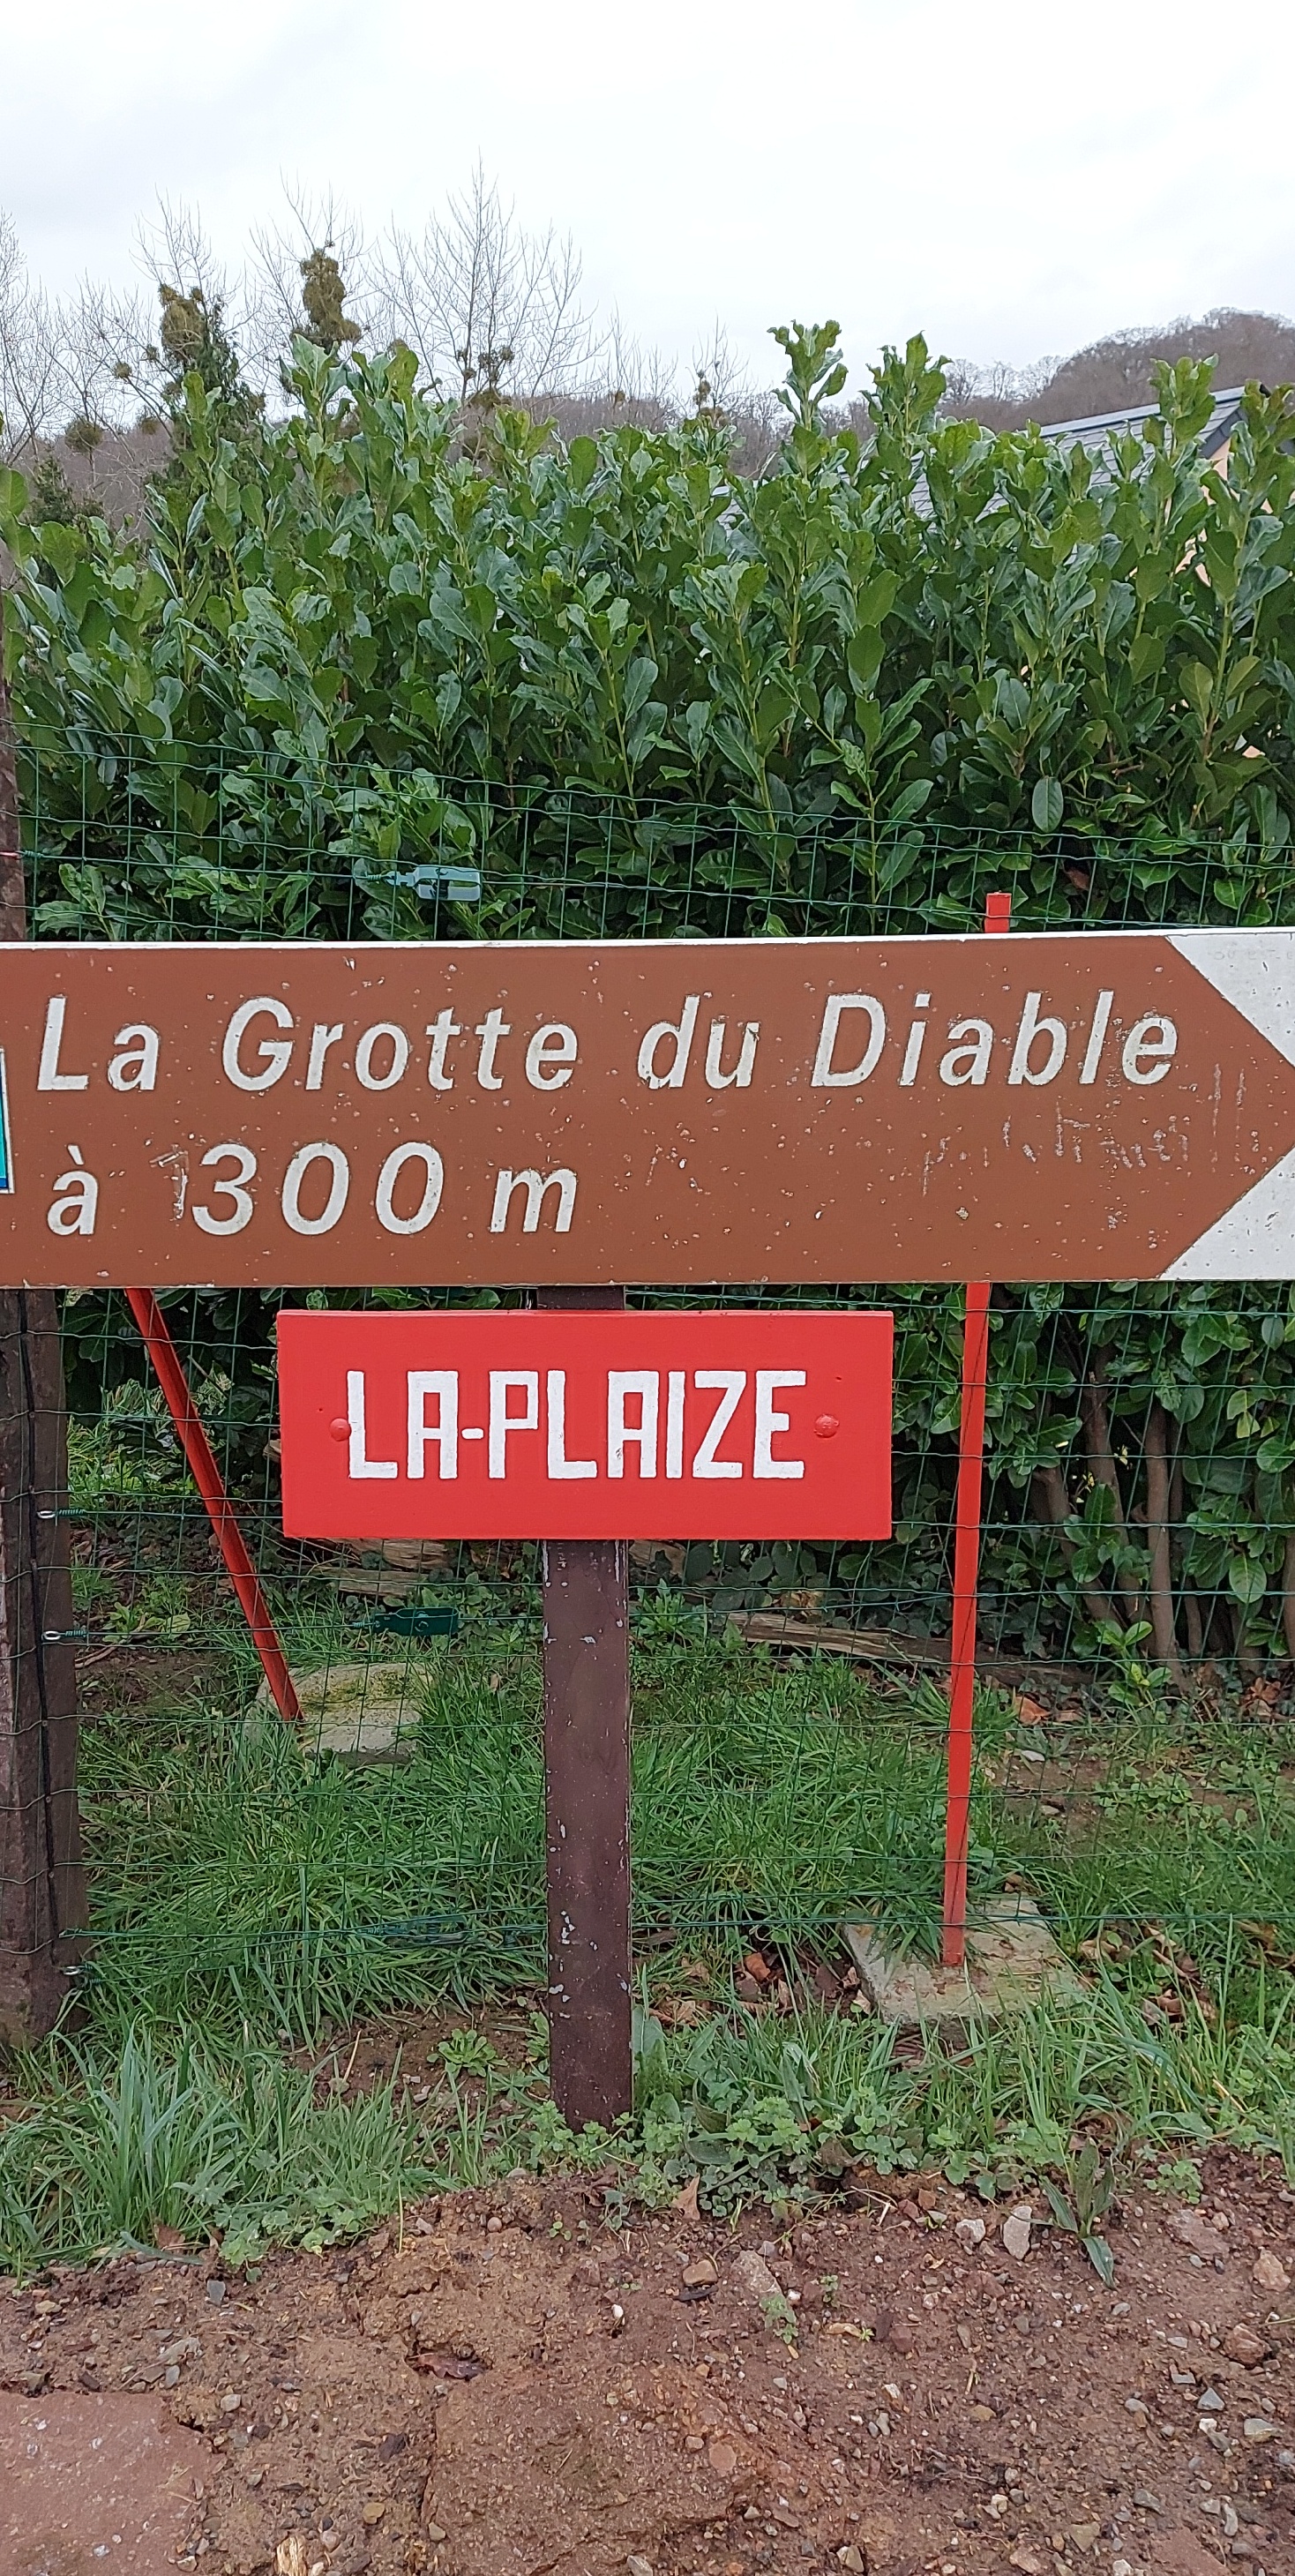 La Grotte du Diable
à 300 m
LA-PLAIZE